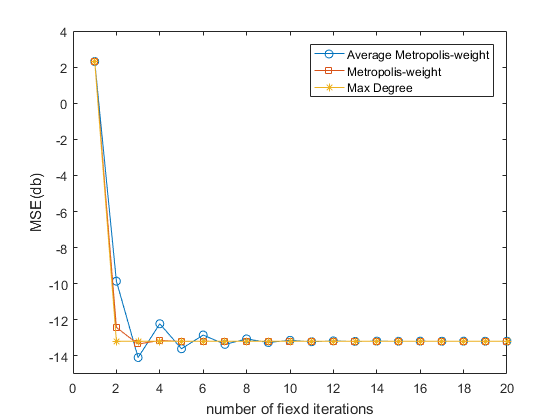 4
2
0
-2
-4
-6
-8
-10
-12
-14
MSE(db)
Average Metropolis-weight
Metropolis-weight
Max Degree
0 2 4 6 8 10 12 14 16 18 20
number of fiexd iterations